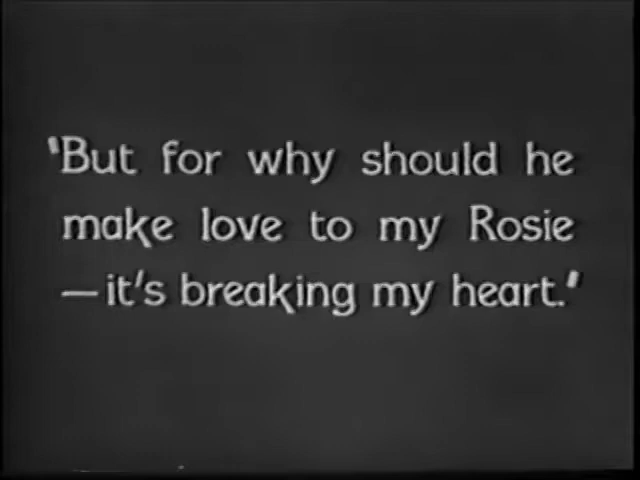 'But for why should he
make love to my Rosie
—it's breaking my heart.'